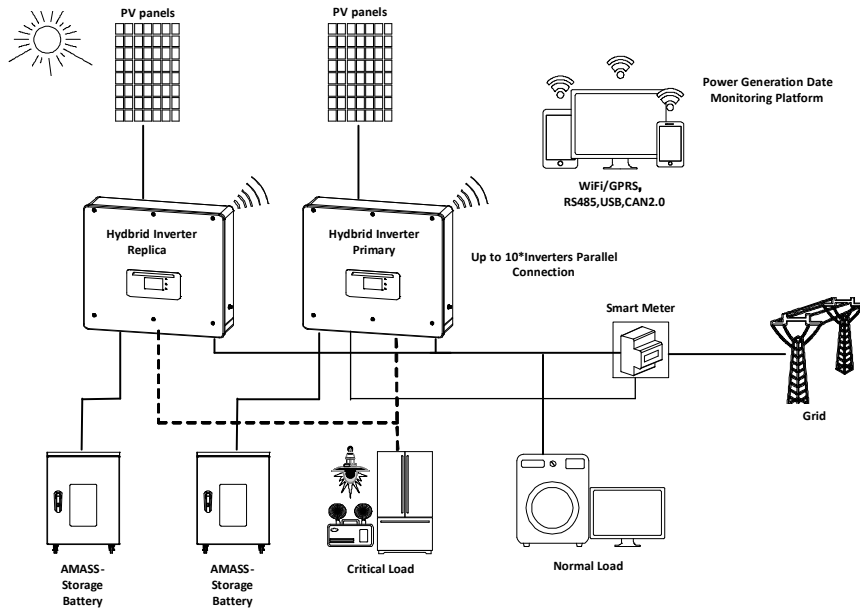 PV panels
PV panels
Power Generation Date
Monitoring Platform
WiFi/GPRS,
RS485,USB,CAN2.0
Hydbrid Inverter
Replica
Hydbrid Inverter
Primary
Up to 10*Inverters Parallel
Connection
Smart Meter
Grid
AMASS-
Storage
Battery
AMASS-
Storage
Battery
Critical Load
Normal Load